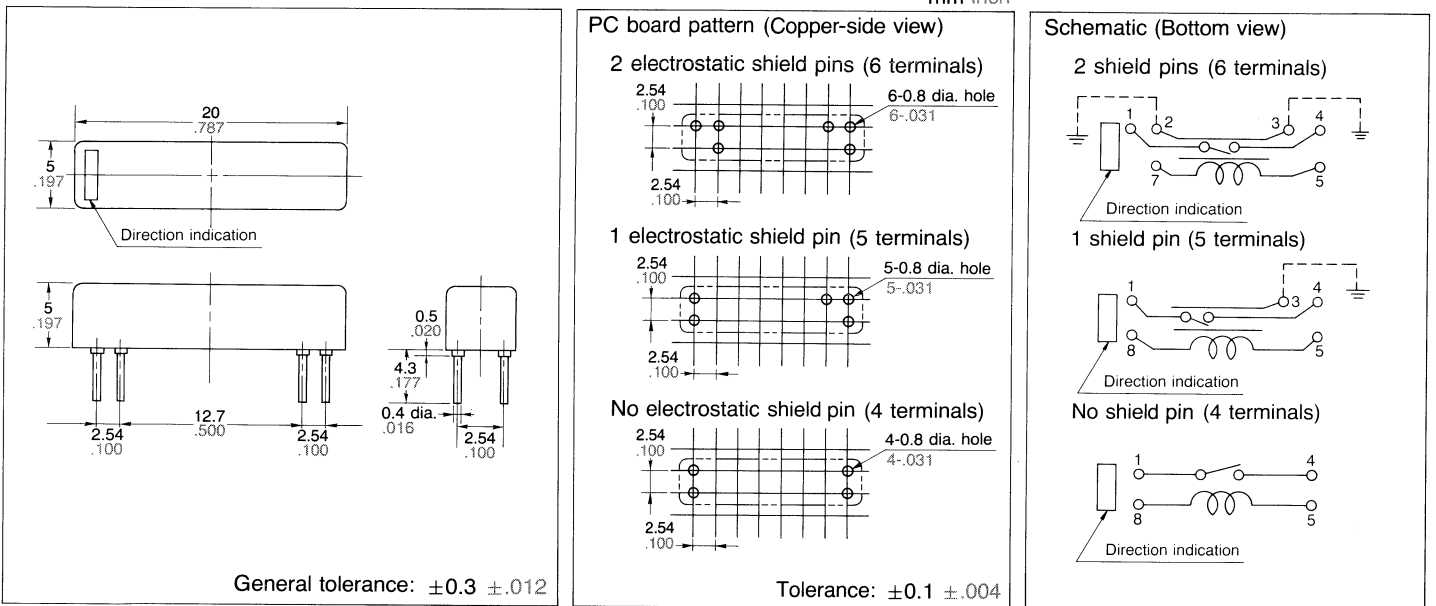 mm inch
20
.787
5
.197
Direction indication
5
.197
0.5
.020
4.3
.177
0.4 dia.
.016
12.7
.500
2.54
.100
2.54
.100
2.54
.100
General tolerance: ±0.3 ±.012
PC board pattern (Copper-side view)
2 electrostatic shield pins (6 terminals)
2.54
.100
6-0.8 dia. hole
6-.031
2.54
.100
1 electrostatic shield pin (5 terminals)
2.54
.100
5-0.8 dia. hole
5-.031
2.54
.100
No electrostatic shield pin (4 terminals)
2.54
.100
4-0.8 dia. hole
4-.031
2.54
.100
Tolerance: ±0.1 ±.004
Schematic (Bottom view)
2 shield pins (6 terminals)
1 2 3 4
7 5
Direction indication
1 shield pin (5 terminals)
1 3 4
8 5
Direction indication
No shield pin (4 terminals)
1 4
8 5
Direction indication